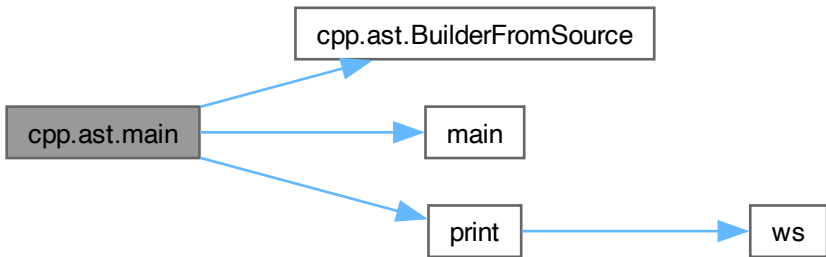 cpp.ast.BuilderFromSource
cpp.ast.main
main
print
ws